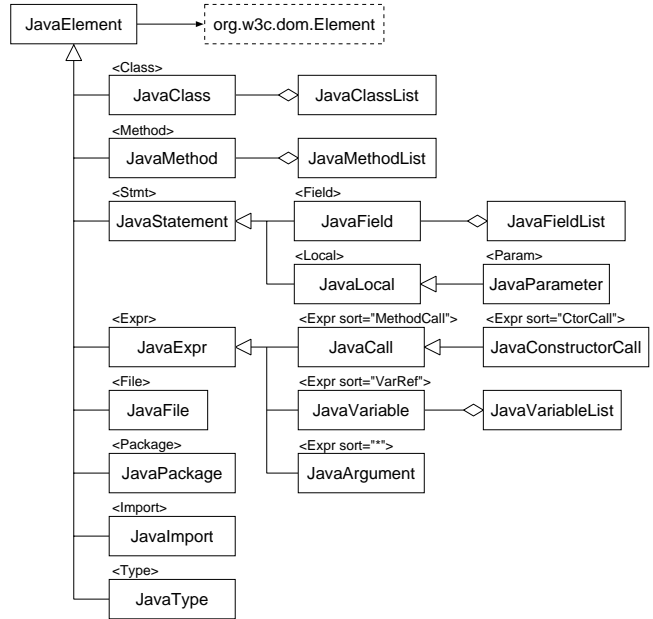 JavaElement
org.w3c.dom.Element
<Class>
JavaClass
JavaClassList
<Method>
JavaMethod
JavaMethodList
<Stmt>
JavaStatement
<Field>
JavaField
JavaFieldList
<Local>
JavaLocal
<Param>
JavaParameter
<Expr>
JavaExpr
<Expr sort="MethodCall">
JavaCall
<Expr sort="CtorCall">
JavaConstructorCall
<File>
JavaFile
<Expr sort="VarRef">
JavaVariable
JavaVariableList
<Package>
JavaPackage
<Expr sort="*">
JavaArgument
<Import>
JavaImport
<Type>
JavaType